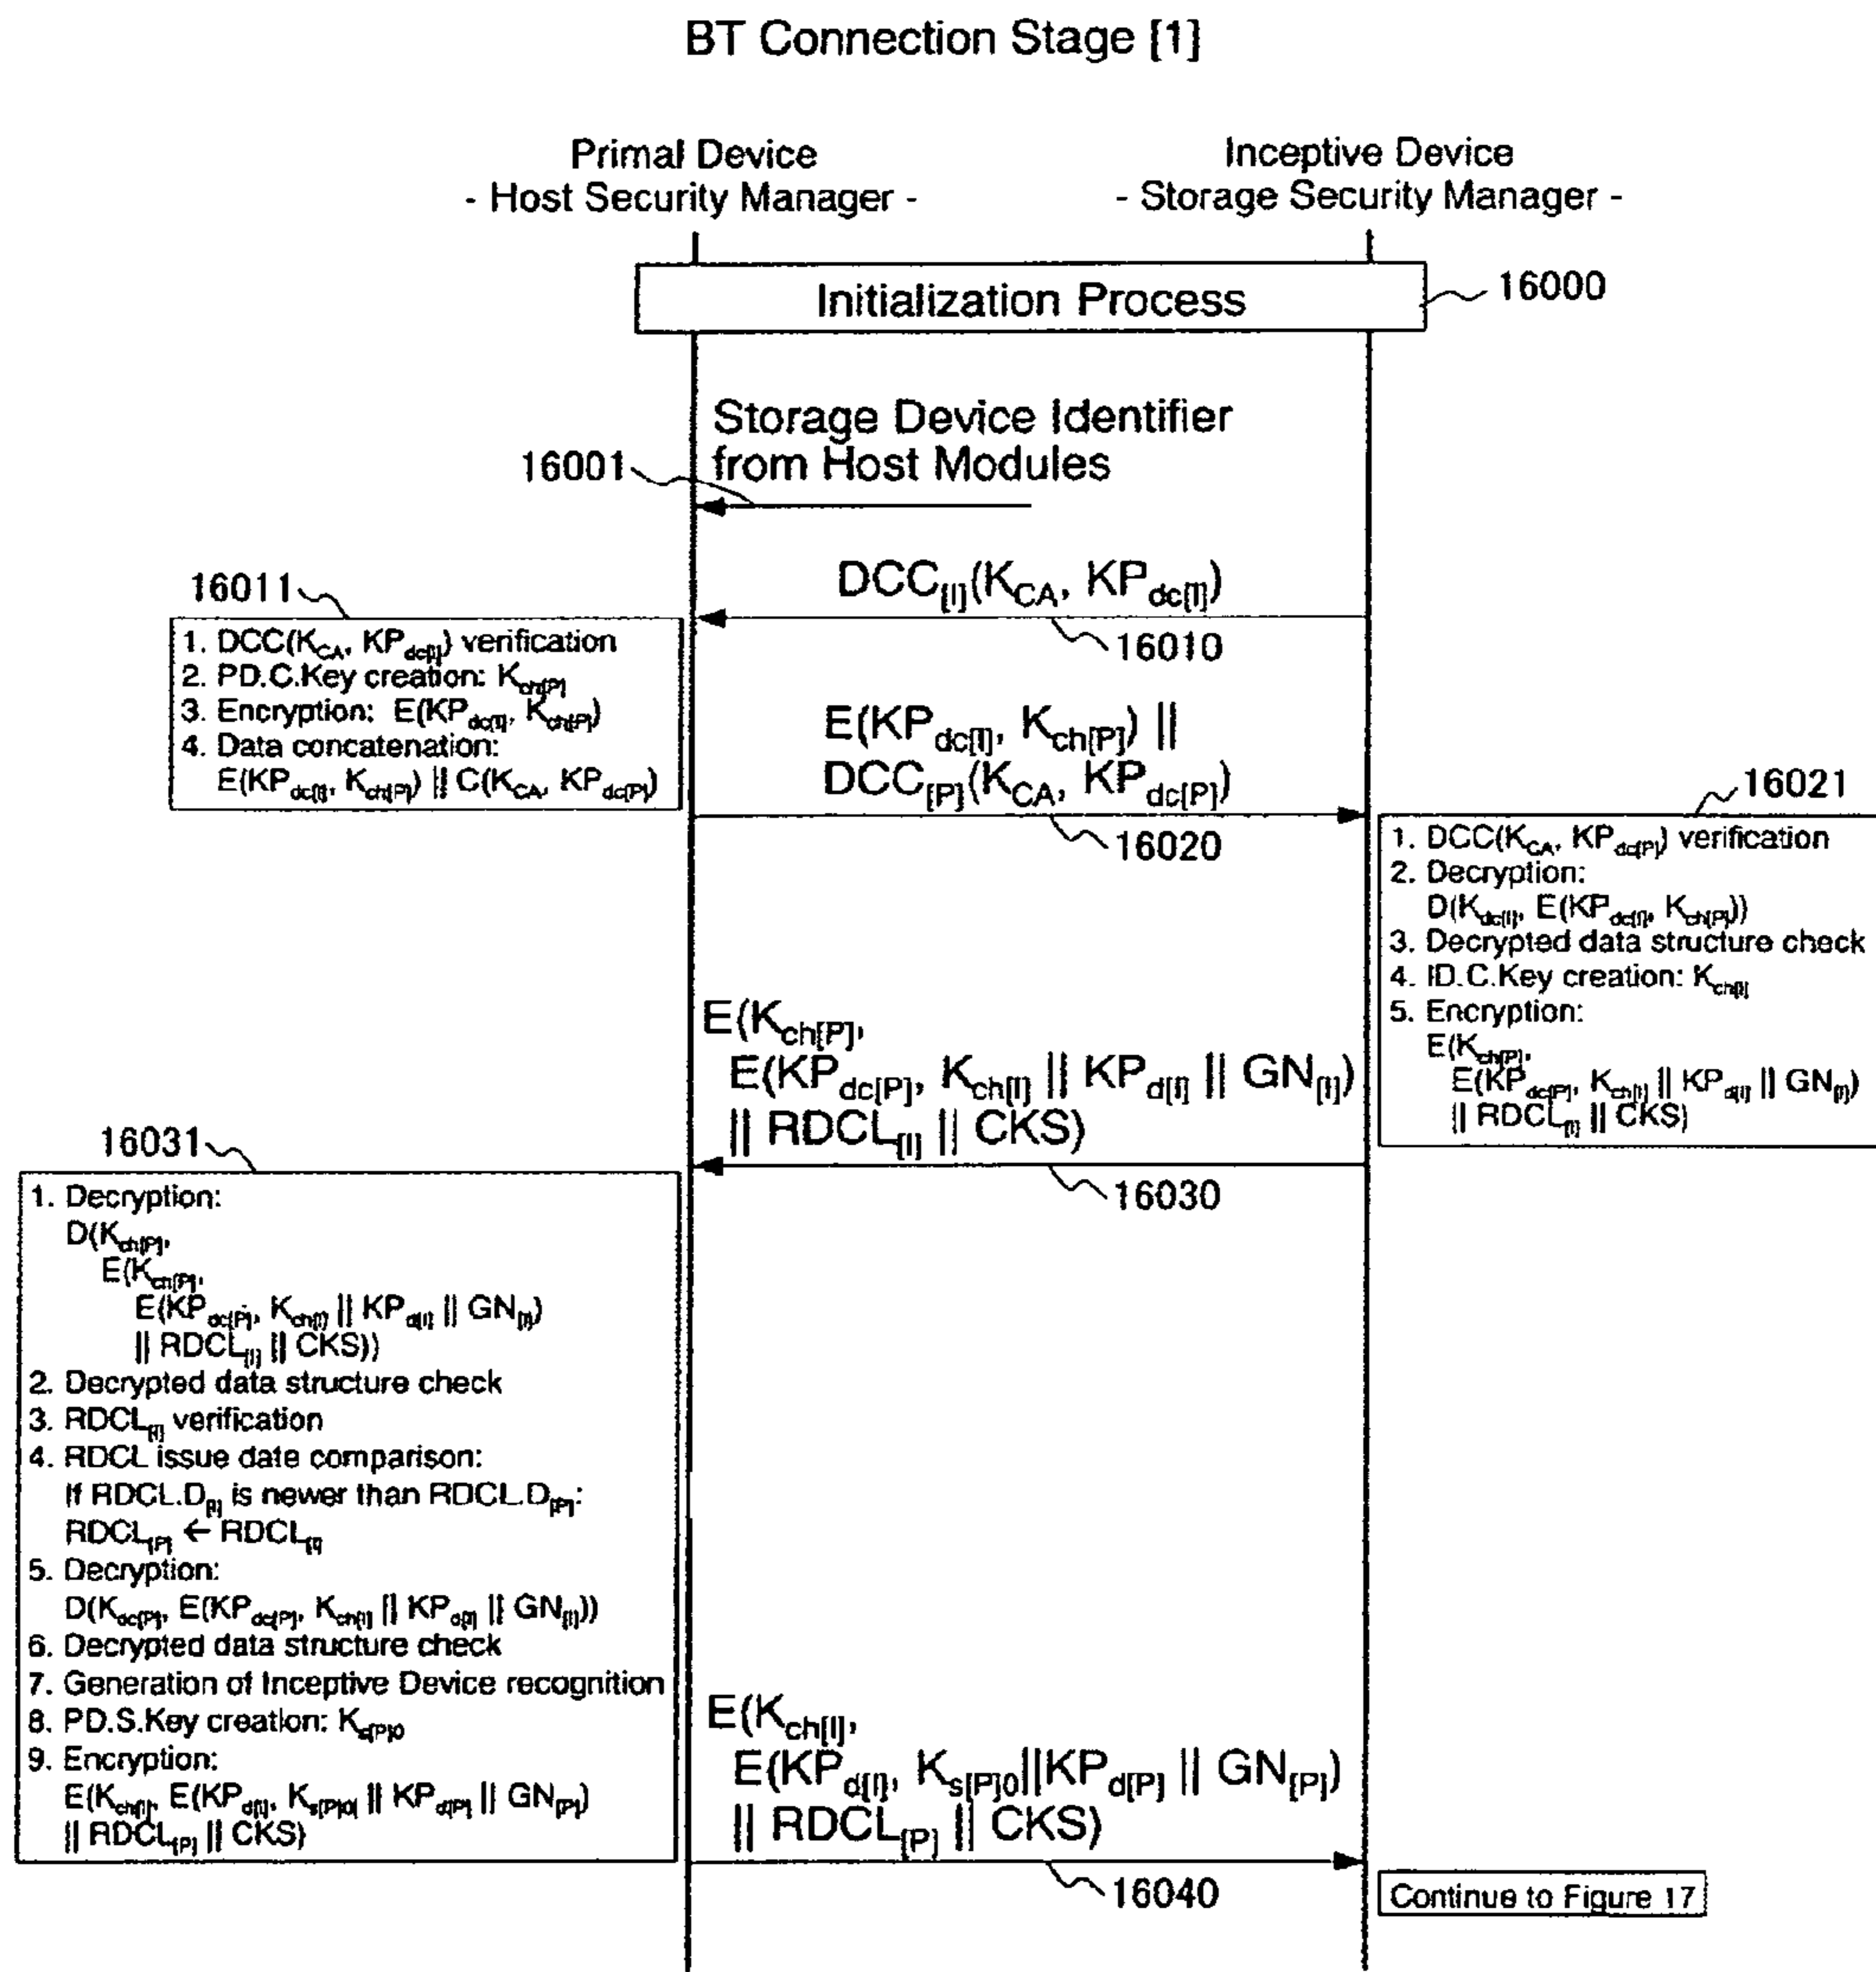 BT Connection Stage [1]
Primal Device
- Host Security Manager -
Inceptive Device
- Storage Security Manager -
Initialization Process
16000
Storage Device Identifier
from Host Modules
16001
DCC[I](KCA, KPdc[I])
16010
16011
1. DCC(KCA, KPdc[I]) verification
2. PD.C.Key creation: Kch[P]
3. Encryption: E(KPdc[I], Kch[P])
4. Data concatenation:
E(KPdc[I], Kch[P]) || C(KCA, KPdc[P])
E(KPdc[I], Kch[P]) ||
DCC[P](KCA, KPdc[P])
16020
16021
1. DCC(KCA, KPdc[P]) verification
2. Decryption:
D(Kdc[I], E(KPdc[I], Kch[P]))
3. Decrypted data structure check
4. ID.C.Key creation: Kch[I]
5. Encryption:
E(Kch[P],
E(KPdc[P], Kch[I] || KPd[I] || GN[I])
|| RDCL[I] || CKS)
E(Kch[P],
E(KPdc[P], Kch[I] || KPd[I] || GN[I])
|| RDCL[I] || CKS)
16030
16031
1. Decryption:
D(Kch[P],
E(Kch[P],
E(KPdc[P], Kch[I] || KPd[I] || GN[I])
|| RDCL[I] || CKS))
2. Decrypted data structure check
3. RDCL[I] verification
4. RDCL issue date comparison:
If RDCL.D[I] is newer than RDCL.D[P]:
RDCL[P] ← RDCL[I]
5. Decryption:
D(Kdc[P], E(KPdc[P], Kch[I] || KPd[I] || GN[I]))
6. Decrypted data structure check
7. Generation of Inceptive Device recognition
8. PD.S.Key creation: Ks[P]0
9. Encryption:
E(Kch[I], E(KPd[I], Ks[P]0 || KPd[P] || GN[P])
|| RDCL[P] || CKS)
E(Kch[I],
E(KPd[I], Ks[P]0||KPd[P] || GN[P])
|| RDCL[P] || CKS)
16040
Continue to Figure 17